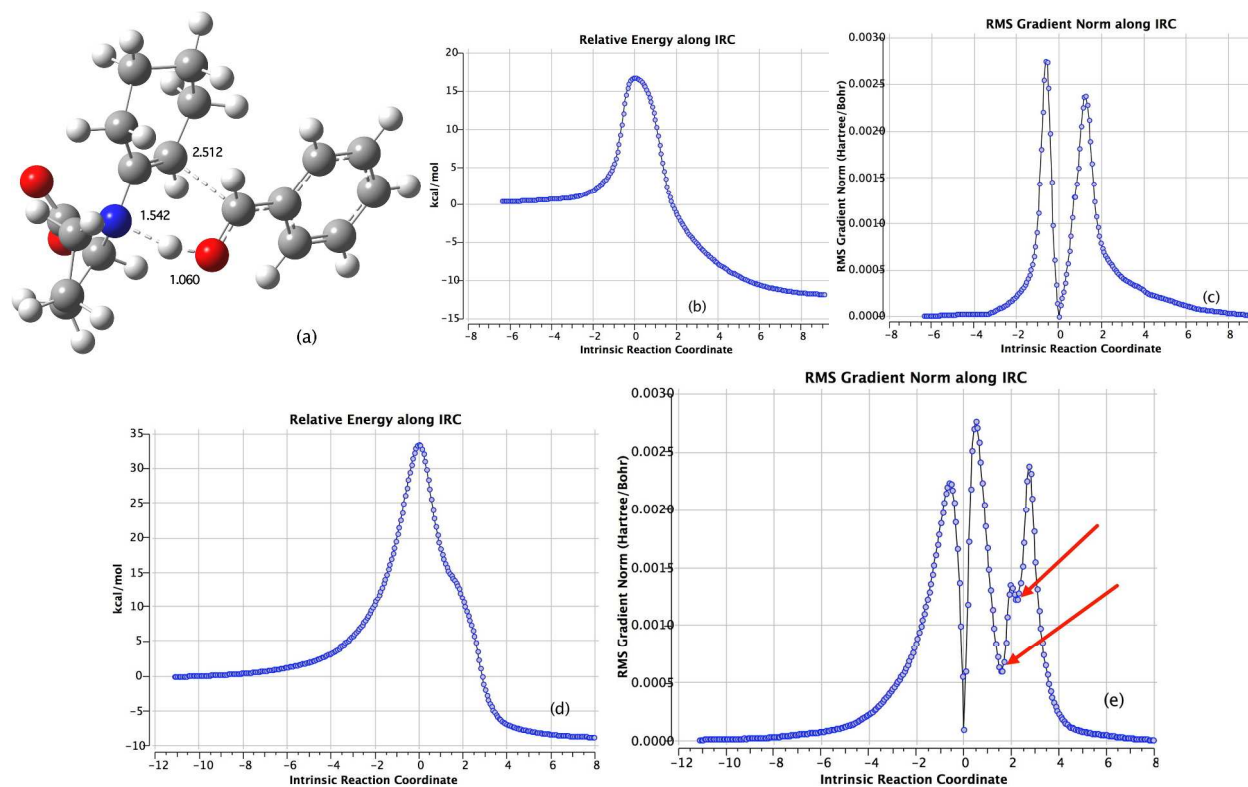 2.512
1.542
1.060
(a)
Relative Energy along IRC
kcal/mol
20
15
10
5
0
−5
−10
−15
−8 −6 −4 −2 0 2 4 6 8
Intrinsic Reaction Coordinate
(b)
RMS Gradient Norm along IRC
RMS Gradient Norm (Hartree/Bohr)
0.0030
0.0025
0.0020
0.0015
0.0010
0.0005
0.0000
−8 −6 −4 −2 0 2 4 6 8
Intrinsic Reaction Coordinate
(c)
Relative Energy along IRC
kcal/mol
35
30
25
20
15
10
5
0
−5
−10
−12 −10 −8 −6 −4 −2 0 2 4 6 8
Intrinsic Reaction Coordinate
(d)
RMS Gradient Norm along IRC
RMS Gradient Norm (Hartree/Bohr)
0.0030
0.0025
0.0020
0.0015
0.0010
0.0005
0.0000
−12 −10 −8 −6 −4 −2 0 2 4 6 8
Intrinsic Reaction Coordinate
(e)